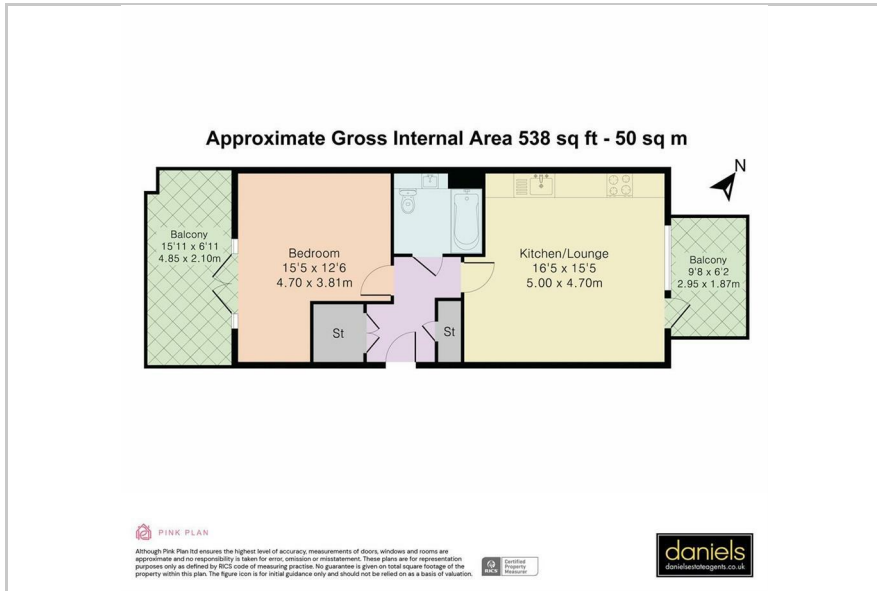 Approximate Gross Internal Area 538 sq ft - 50 sq m
N
Balcony
15'11 x 6'11
4.85 x 2.10m
Bedroom
15'5 x 12'6
4.70 x 3.81m
Kitchen/Lounge
16'5 x 15'5
5.00 x 4.70m
Balcony
9'8 x 6'2
2.95 x 1.87m
St
St
PINK PLAN
Although Pink Plan ltd ensures the highest level of accuracy, measurements of doors, windows and rooms are
approximate and no responsibility is taken for error, omission or misstatement. These plans are for representation
purposes only as defined by RICS code of measuring practise. No guarantee is given on total square footage of the
property within this plan. The figure icon is for initial guidance only and should not be relied on as a basis of valuation.
RICS
Certified
Property
Measurer
daniels
danielsestateagents.co.uk